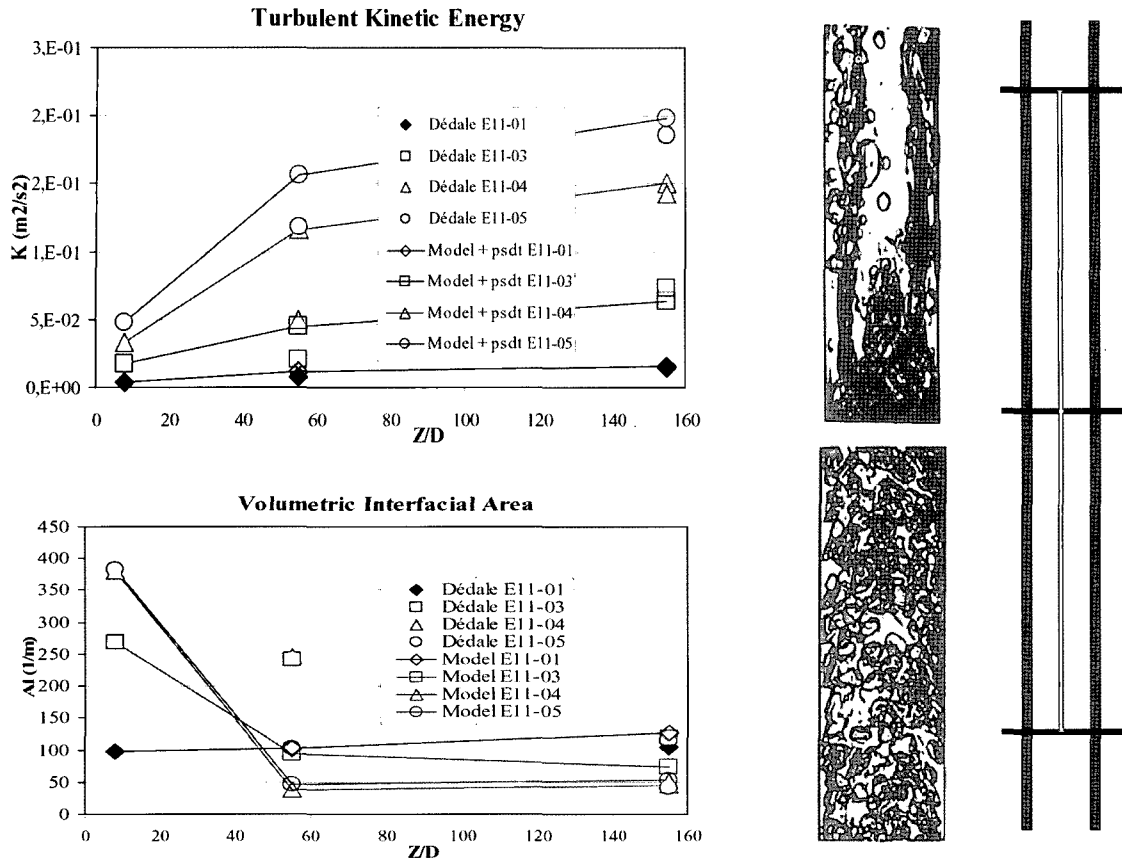 Turbulent Kinetic Energy
3,E-01
2,E-01
2,E-01
1,E-01
5,E-02
0,E+00
K (m2/s2)
0
20
40
60
80
100
120
140
160
Z/D
Dédale E11-01
Dédale E11-03
Dédale E11-04
Dédale E11-05
Model + psdt E11-01
Model + psdt E11-03
Model + psdt E11-04
Model + psdt E11-05
Volumetric Interfacial Area
450
400
350
300
250
200
150
100
50
0
AI (1/m)
0
20
40
60
80
100
120
140
160
Z/D
Dédale E11-01
Dédale E11-03
Dédale E11-04
Dédale E11-05
Model E11-01
Model E11-03
Model E11-04
Model E11-05